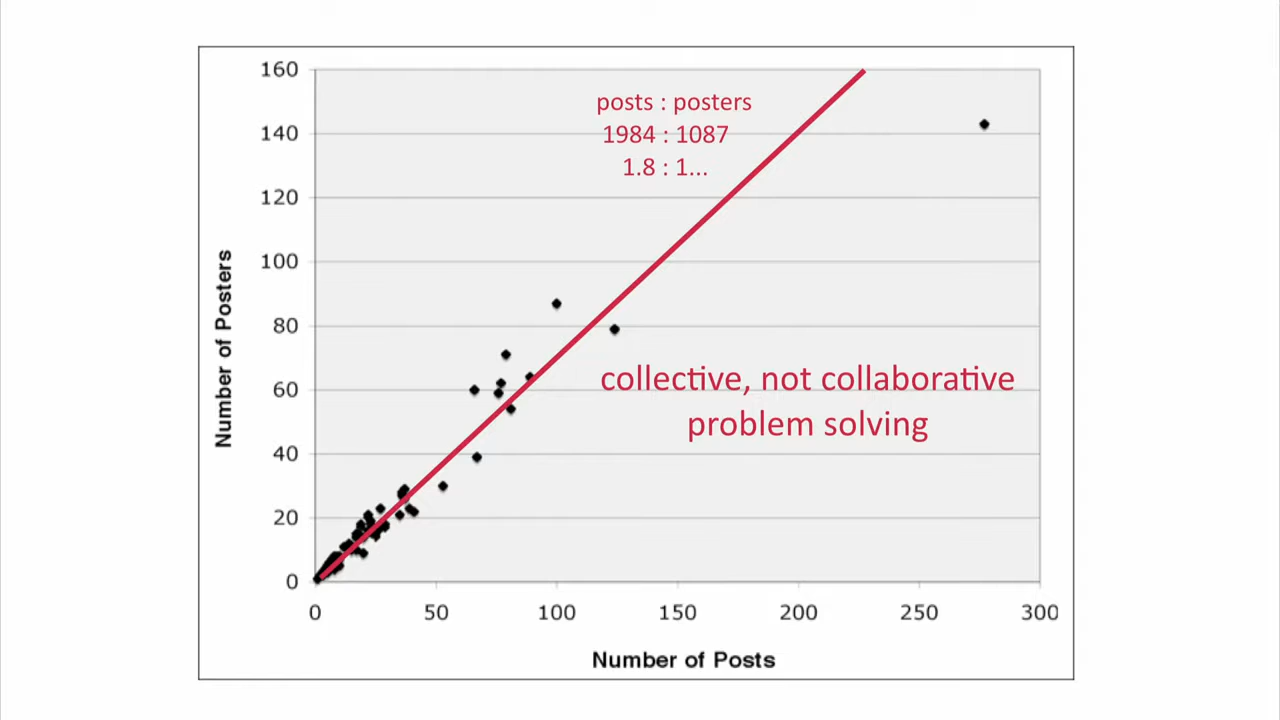 160
140
120
100
80
60
40
20
0
Number of Posters
posts : posters
1984 : 1087
1.8 : 1...
collective, not collaborative
problem solving
0 50 100 150 200 250 300
Number of Posts